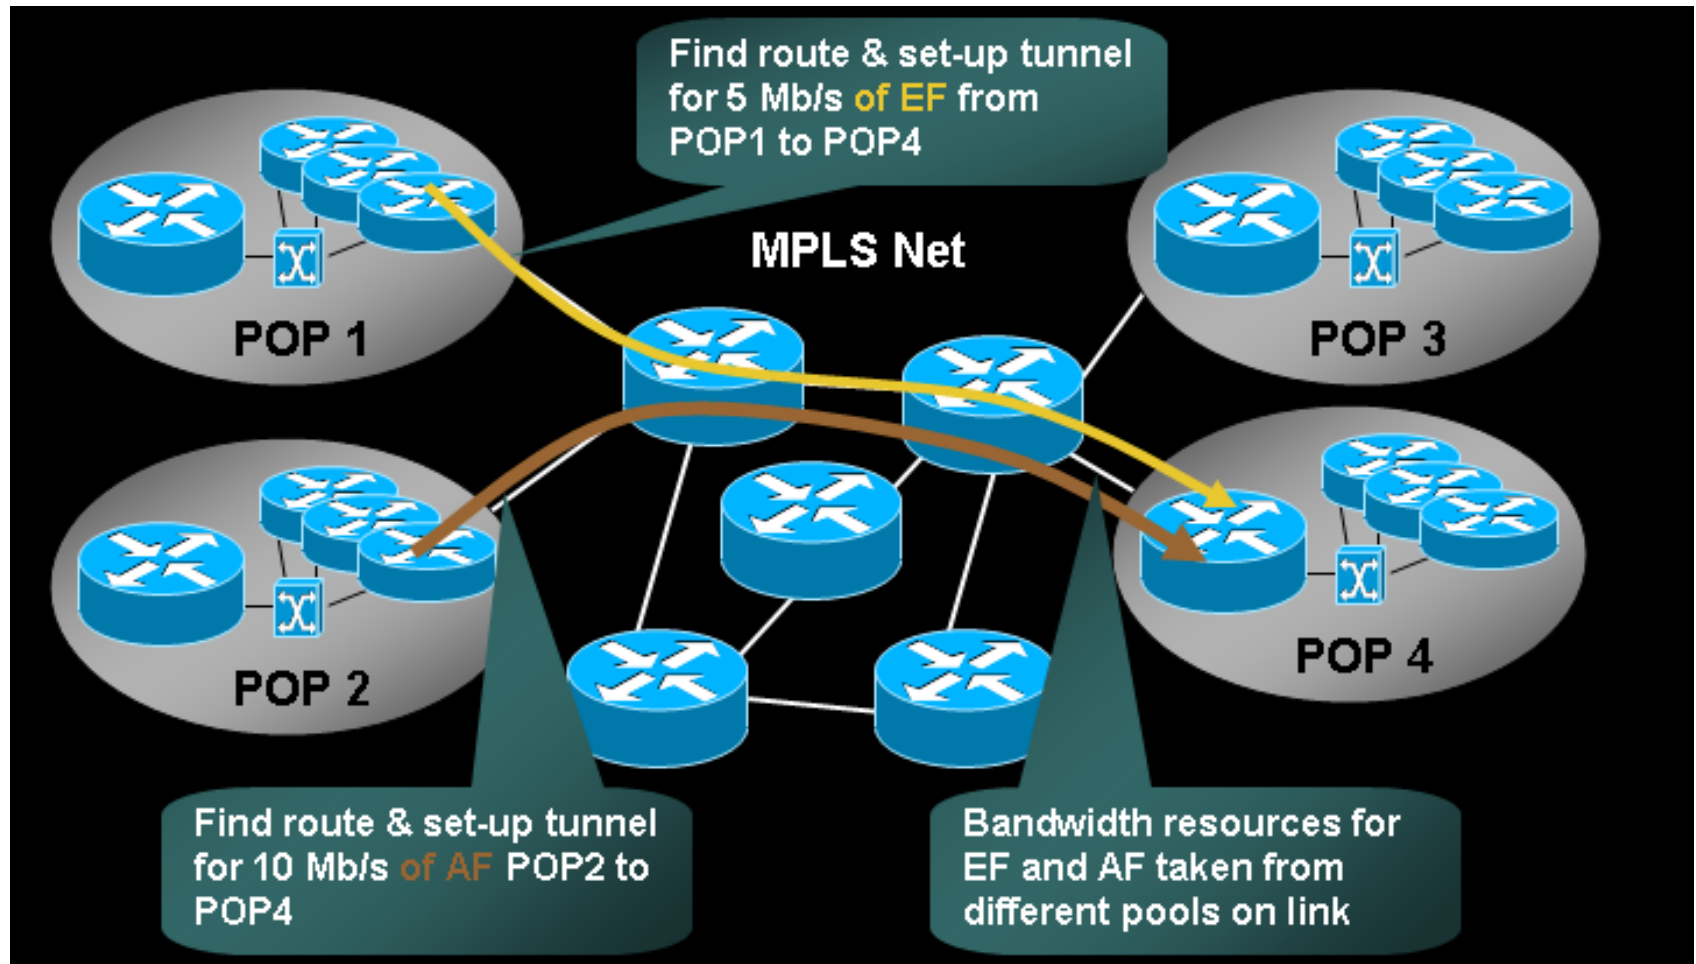 Find route & set-up tunnel
for 5 Mb/s of EF from
POP1 to POP4
MPLS Net
POP 1
POP 3
POP 2
POP 4
Find route & set-up tunnel
for 10 Mb/s of AF POP2 to
POP4
Bandwidth resources for
EF and AF taken from
different pools on link